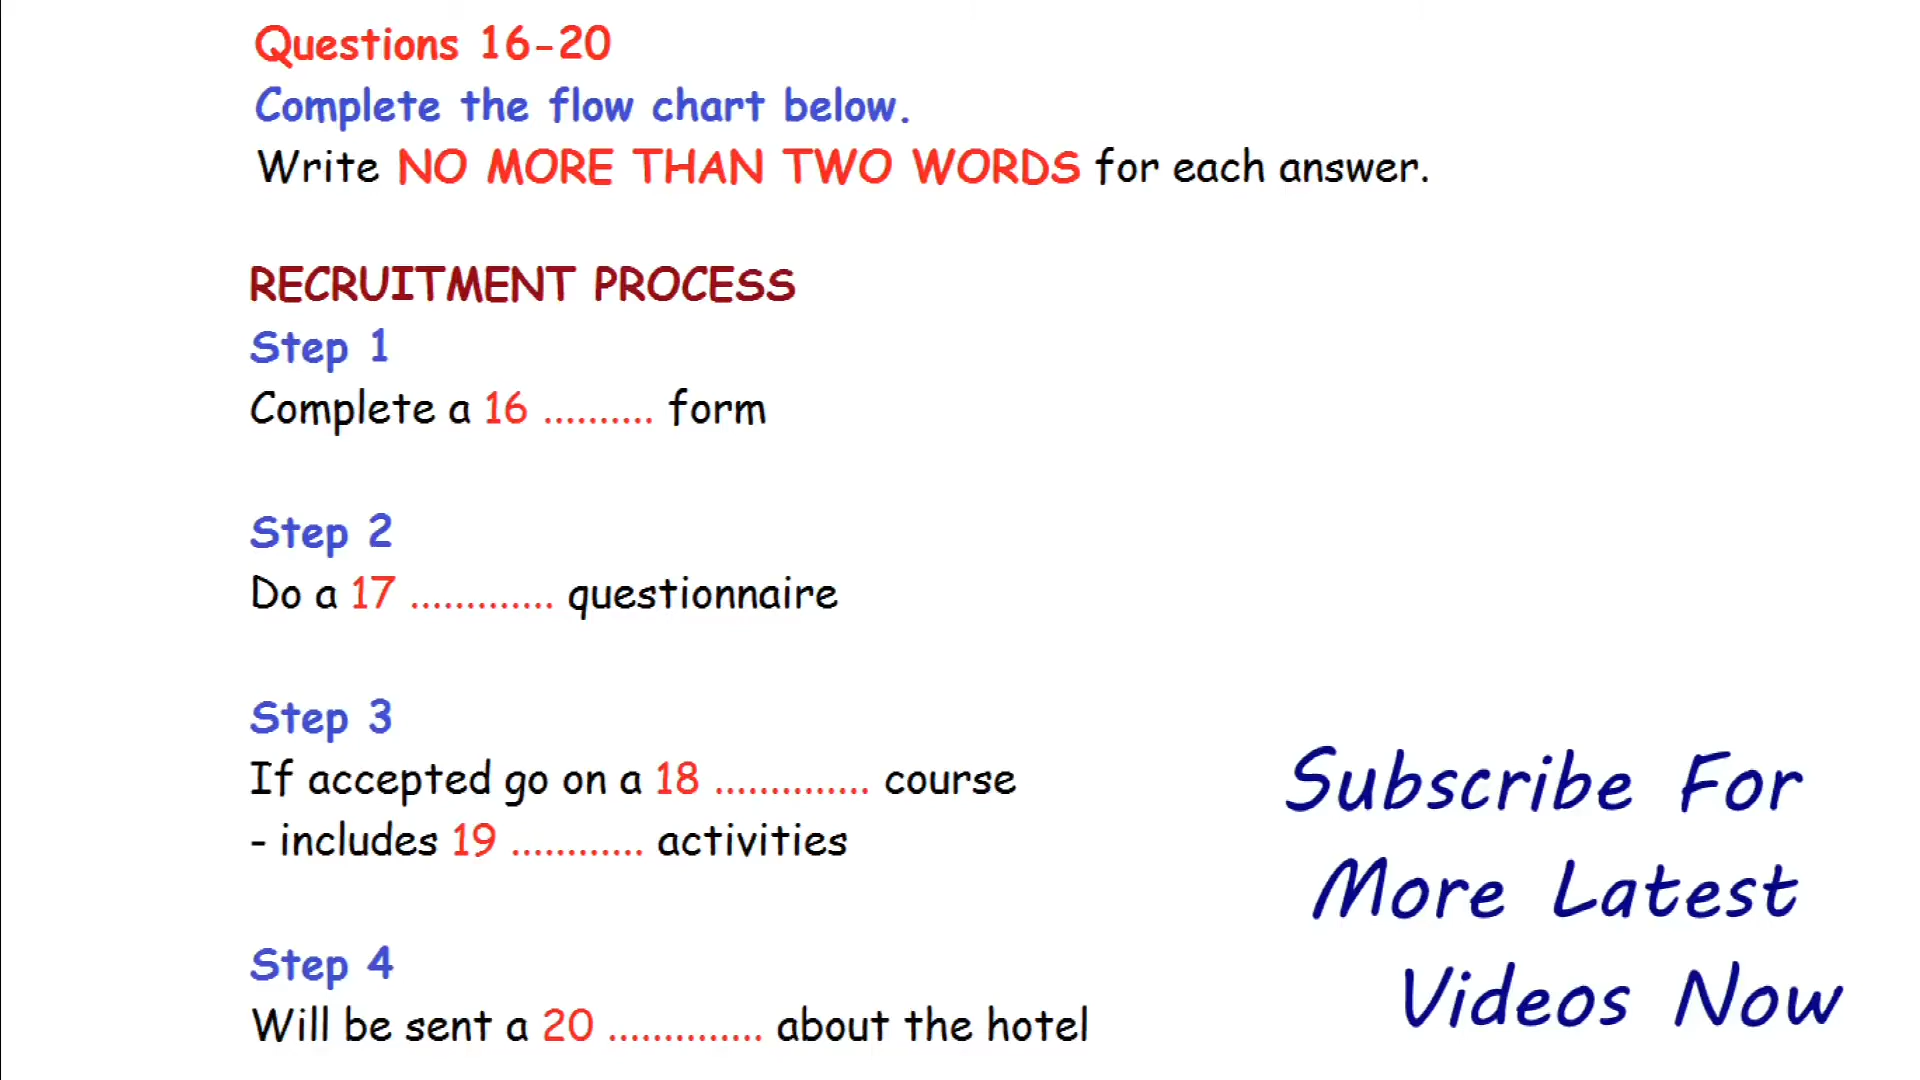 Questions 16-20
Complete the flow chart below.
Write NO MORE THAN TWO WORDS for each answer.
RECRUITMENT PROCESS
Step 1
Complete a 16 .......... form
Step 2
Do a 17 ............. questionnaire
Step 3
If accepted go on a 18 .............. course
- includes 19 ............ activities
Step 4
Will be sent a 20 .............. about the hotel
Subscribe For
More Latest
Videos Now